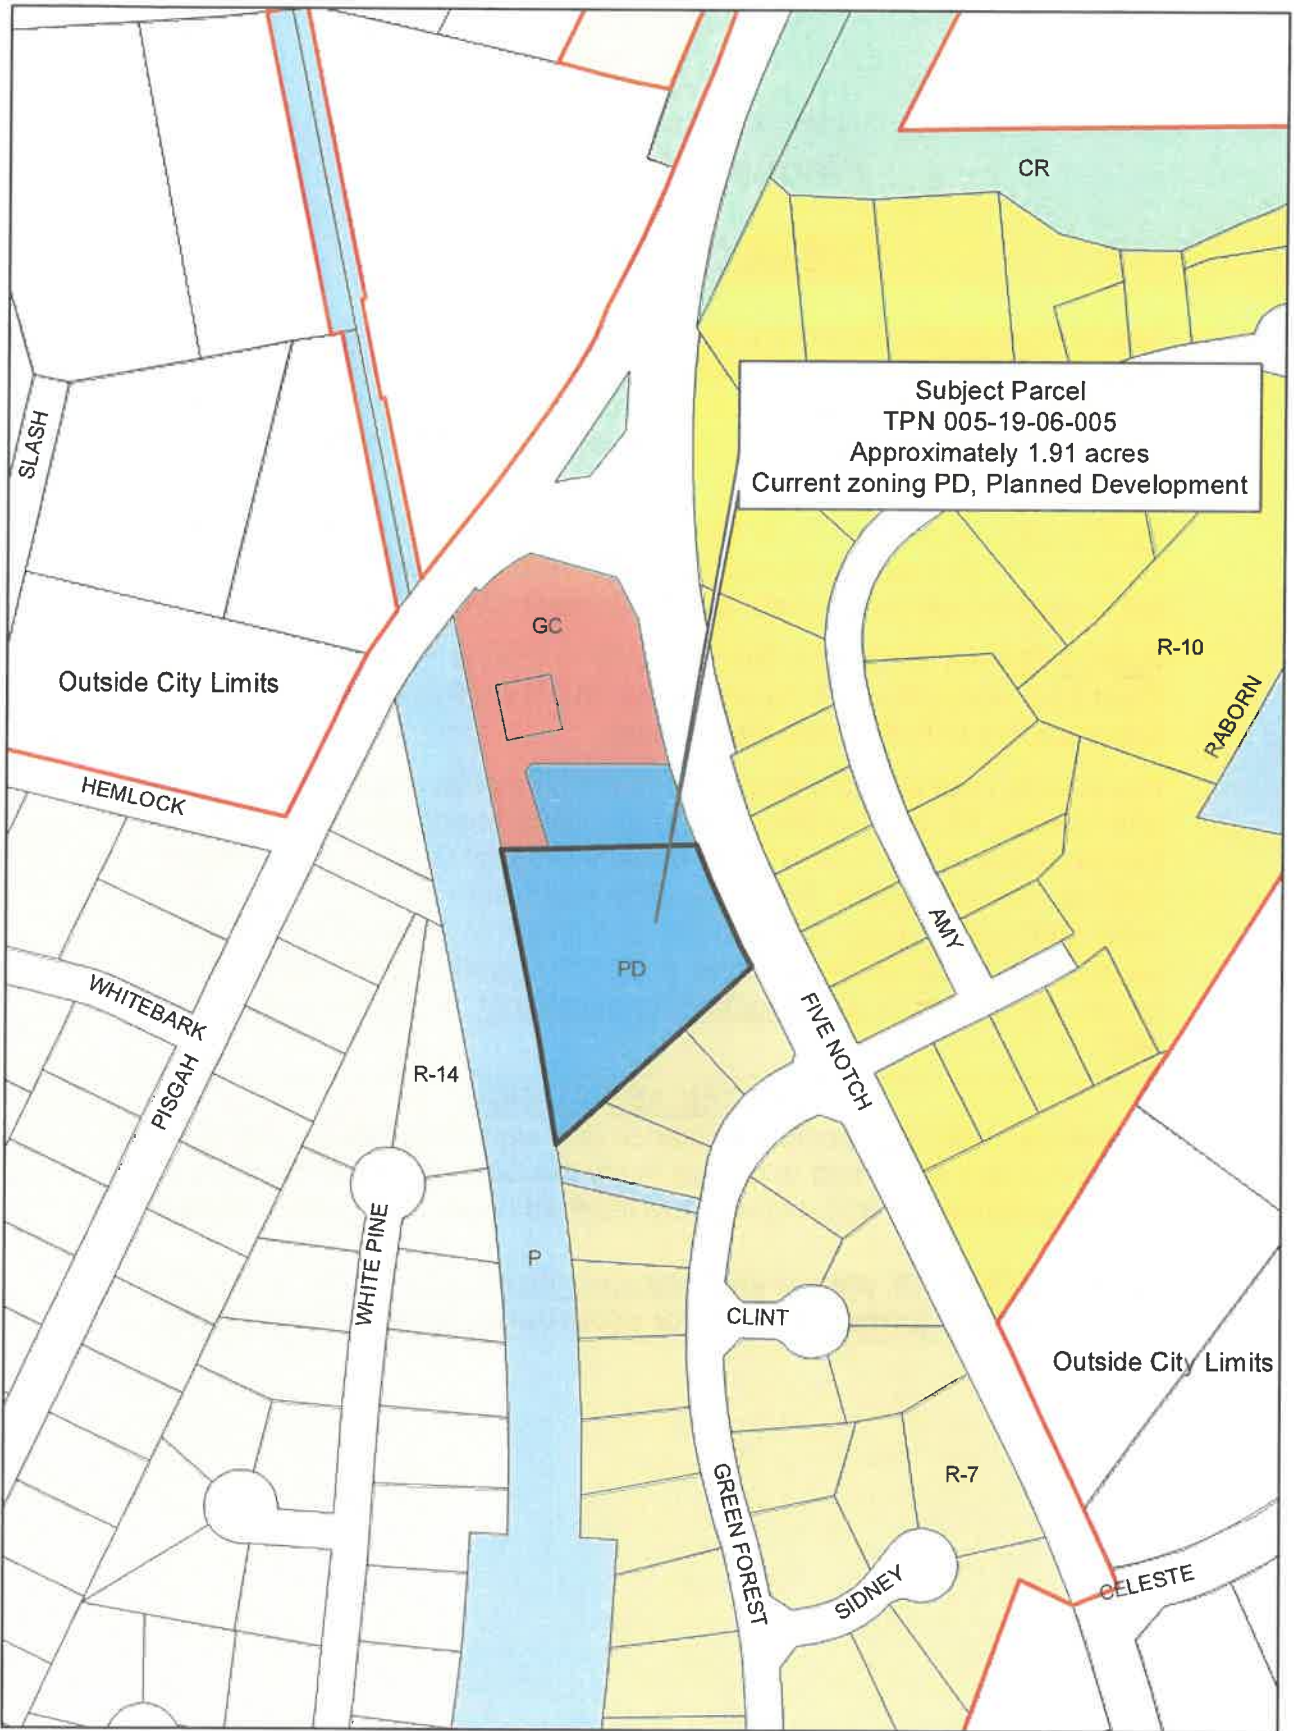 CR
Subject Parcel
TPN 005-19-06-005
Approximately 1.91 acres
Current zoning PD, Planned Development
SLASH
GC
R-10
Outside City Limits
RABORN
HEMLOCK
AMY
PD
WHITEBARK
FIVE NOTCH
PISGAH
R-14
WHITE PINE
P
CLINT
Outside City Limits
R-7
GREEN FOREST
SIDNEY
CELESTE